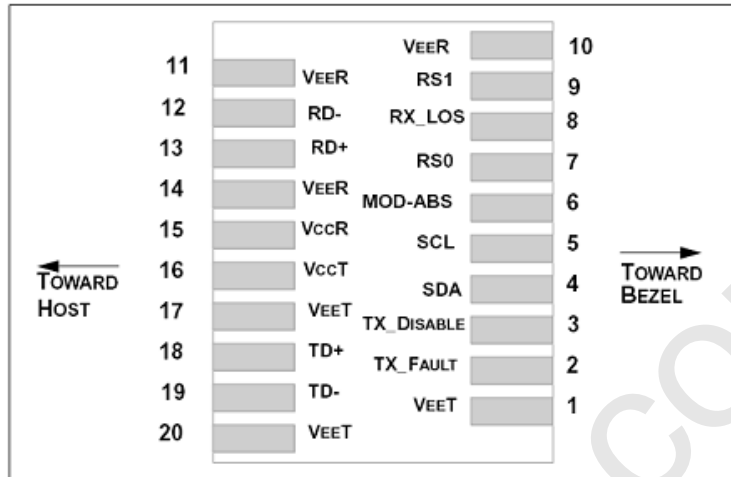 VEER 10
11 VEER
RS1 9
12 RD-
RX_LOS 8
13 RD+
RS0 7
14 VEER
MOD-ABS 6
15 VCCR
SCL 5
16 VCCT
TOWARD
HOST
TOWARD
BEZEL
SDA 4
17 VEET
TX_DISABLE 3
18 TD+
TX_FAULT 2
19 TD-
VEET 1
20 VEET